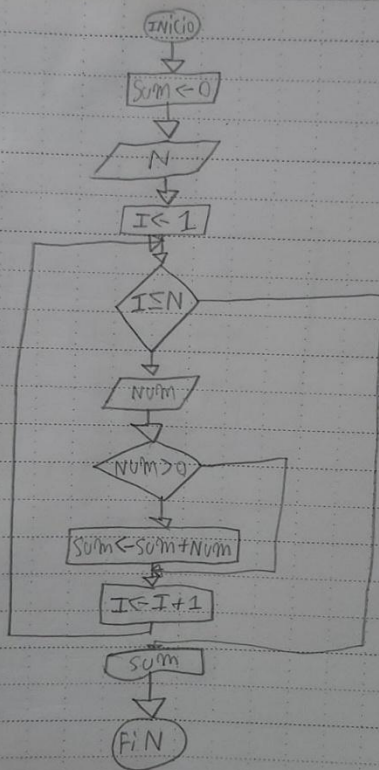 INicio
Sum ← 0
N
I ← 1
I ≤ N
Num
Num > 0
Sum ← Sum + Num
I ← I + 1
Sum
FiN